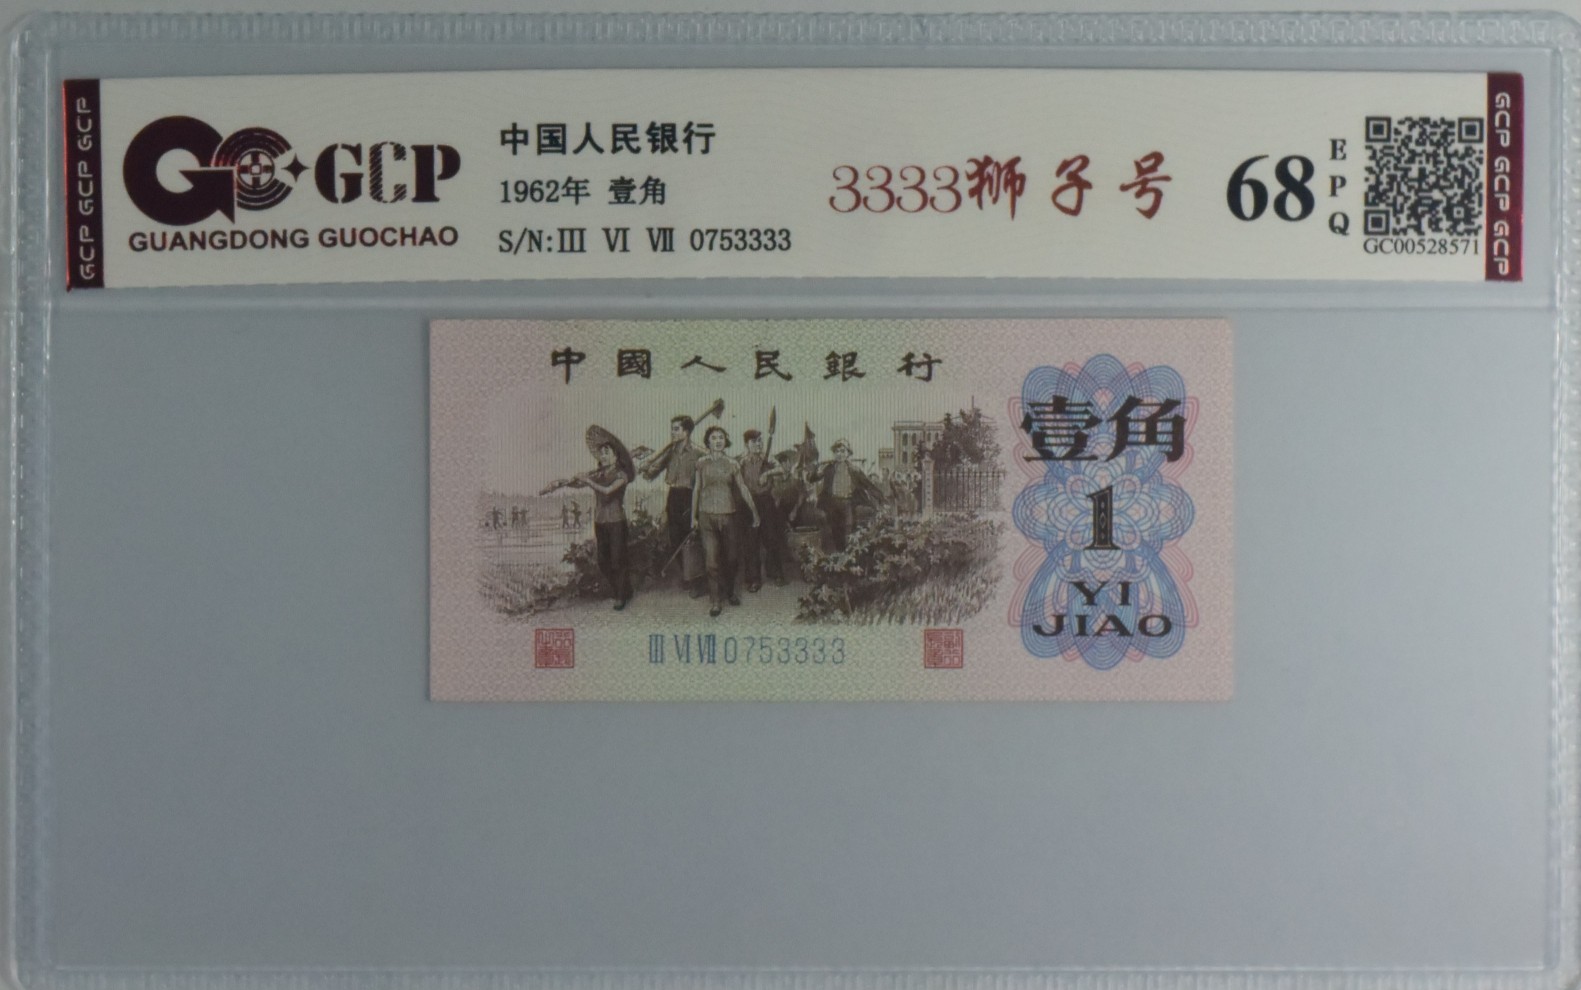 GCP GCP GCP
GCP
GUANGDONG GUOCHAO
中国人民银行
1962年 壹角
S/N:III VI VII 0753333
3333狮子号
68
EPQ
GC00528571
GCP GCP GCP
中國人民銀行
壹角
1
YI
JIAO
III VI VII 0753333